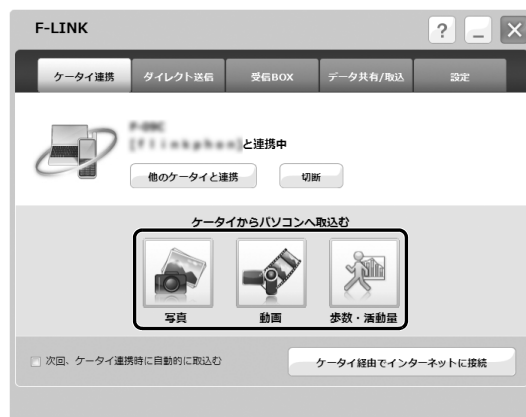 F-LINK
?
ケータイ連携 ダイレクト送信 受信BOX データ共有/取込 設定
と連携中
他のケータイと連携 切断
ケータイからパソコンへ取込む
写真 動画 歩数・活動量
次回、ケータイ連携時に自動的に取込む
ケータイ経由でインターネットに接続